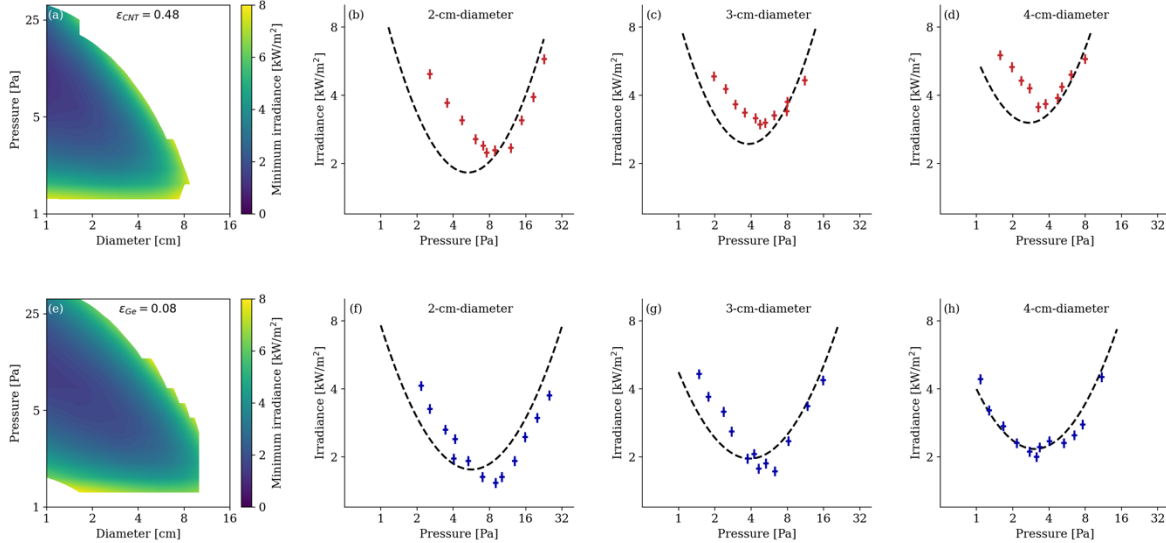 (a)
ε_CNT = 0.48
25
5
1
Pressure [Pa]
1 2 4 8 16
Diameter [cm]
8
6
4
2
0
Minimum irradiance [kW/m²]
(b)
2-cm-diameter
8
4
2
Irradiance [kW/m²]
1 2 4 8 16 32
Pressure [Pa]
(c)
3-cm-diameter
8
4
2
Irradiance [kW/m²]
1 2 4 8 16 32
Pressure [Pa]
(d)
4-cm-diameter
8
4
2
Irradiance [kW/m²]
1 2 4 8 16 32
Pressure [Pa]
(e)
ε_Ge = 0.08
25
5
1
Pressure [Pa]
1 2 4 8 16
Diameter [cm]
8
6
4
2
0
Minimum irradiance [kW/m²]
(f)
2-cm-diameter
8
4
2
Irradiance [kW/m²]
1 2 4 8 16 32
Pressure [Pa]
(g)
3-cm-diameter
8
4
2
Irradiance [kW/m²]
1 2 4 8 16 32
Pressure [Pa]
(h)
4-cm-diameter
8
4
2
Irradiance [kW/m²]
1 2 4 8 16 32
Pressure [Pa]